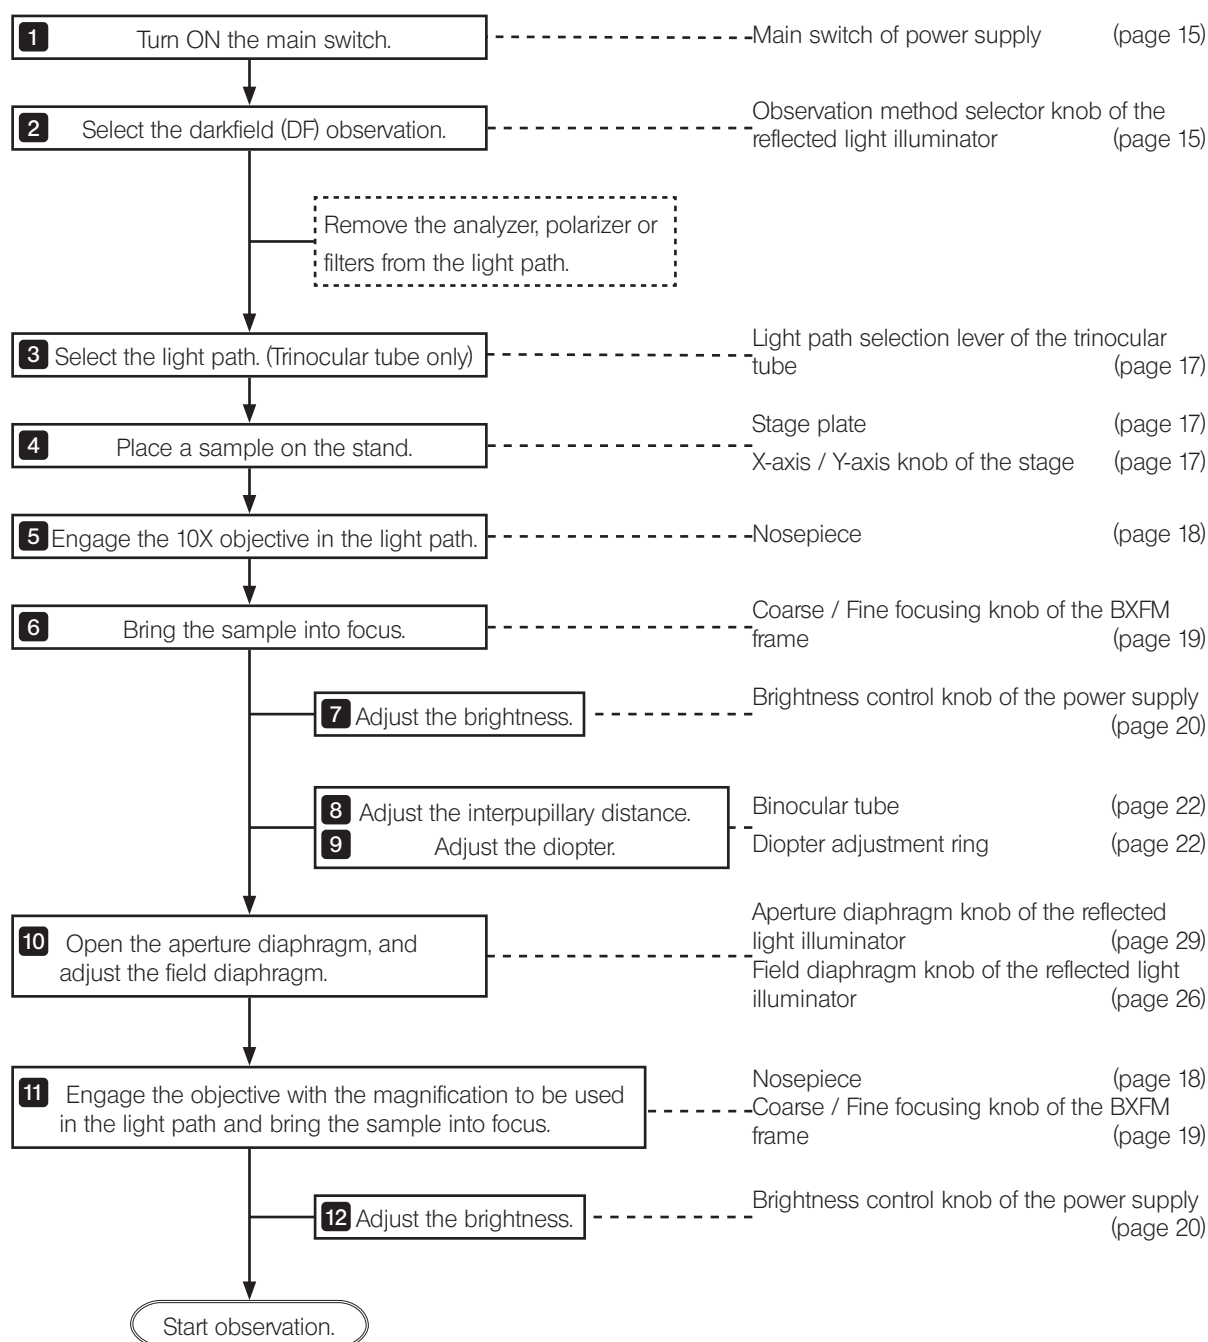 1 Turn ON the main switch.
Main switch of power supply (page 15)
2 Select the darkfield (DF) observation.
Observation method selector knob of the
reflected light illuminator (page 15)
Remove the analyzer, polarizer or
filters from the light path.
3 Select the light path. (Trinocular tube only)
Light path selection lever of the trinocular
tube (page 17)
4 Place a sample on the stand.
Stage plate (page 17)
X-axis / Y-axis knob of the stage (page 17)
5 Engage the 10X objective in the light path.
Nosepiece (page 18)
6 Bring the sample into focus.
Coarse / Fine focusing knob of the BXFM
frame (page 19)
7 Adjust the brightness.
Brightness control knob of the power supply
(page 20)
8 Adjust the interpupillary distance.
9 Adjust the diopter.
Binocular tube (page 22)
Diopter adjustment ring (page 22)
10 Open the aperture diaphragm, and
adjust the field diaphragm.
Aperture diaphragm knob of the reflected
light illuminator (page 29)
Field diaphragm knob of the reflected light
illuminator (page 26)
11 Engage the objective with the magnification to be used
in the light path and bring the sample into focus.
Nosepiece (page 18)
Coarse / Fine focusing knob of the BXFM
frame (page 19)
12 Adjust the brightness.
Brightness control knob of the power supply
(page 20)
Start observation.